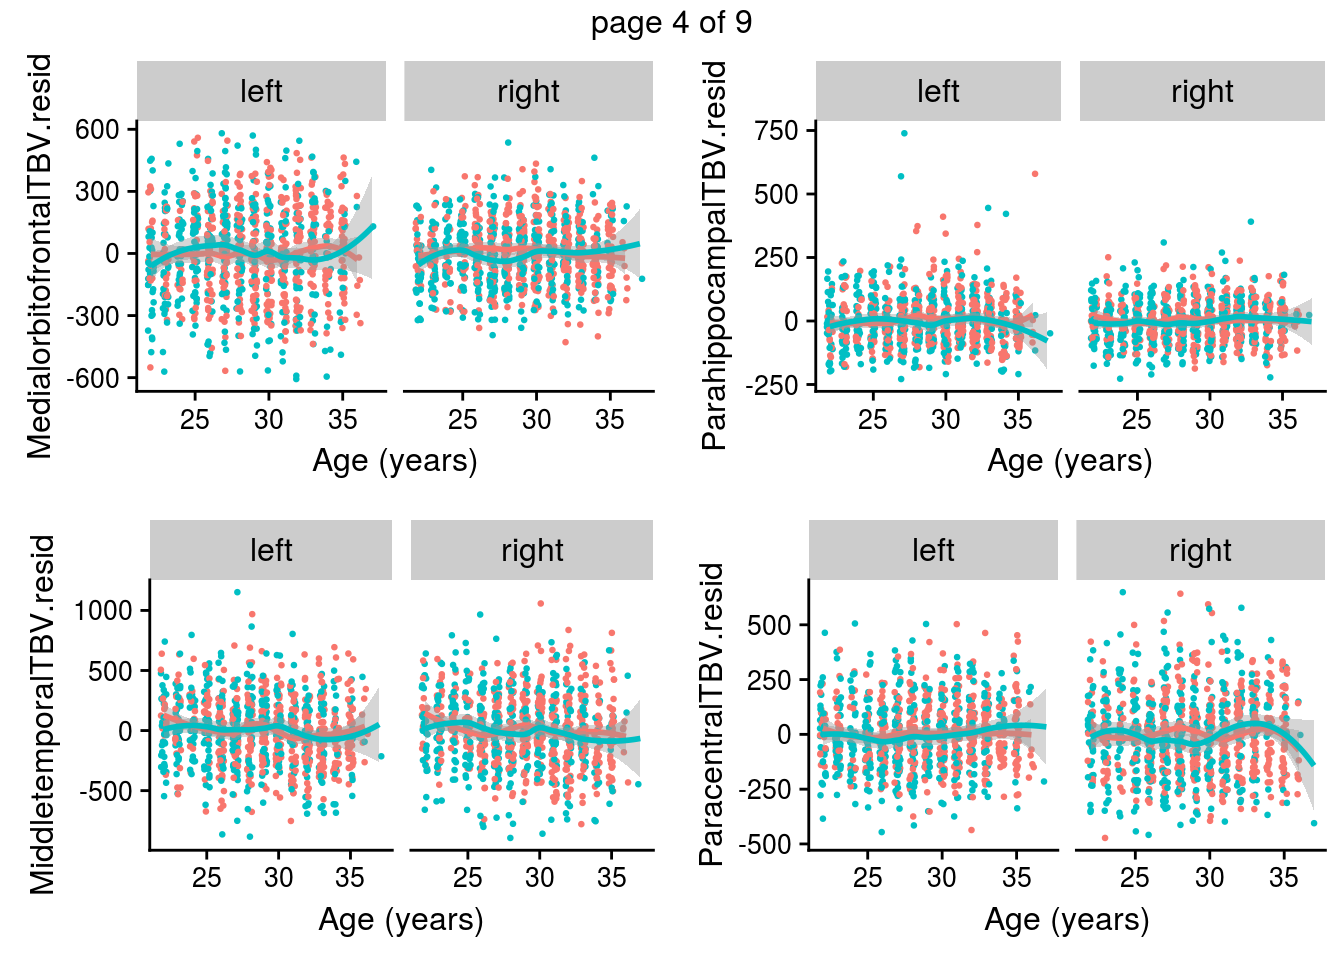 page 4 of 9
MedialorbitofrontalTBV.resid
left
right
600
300
0
-300
-600
25
30
35
25
30
35
Age (years)
ParahippocampalTBV.resid
left
right
750
500
250
0
-250
25
30
35
25
30
35
Age (years)
MiddletemporalTBV.resid
left
right
1000
500
0
-500
25
30
35
25
30
35
Age (years)
ParacentralTBV.resid
left
right
500
250
0
-250
-500
25
30
35
25
30
35
Age (years)